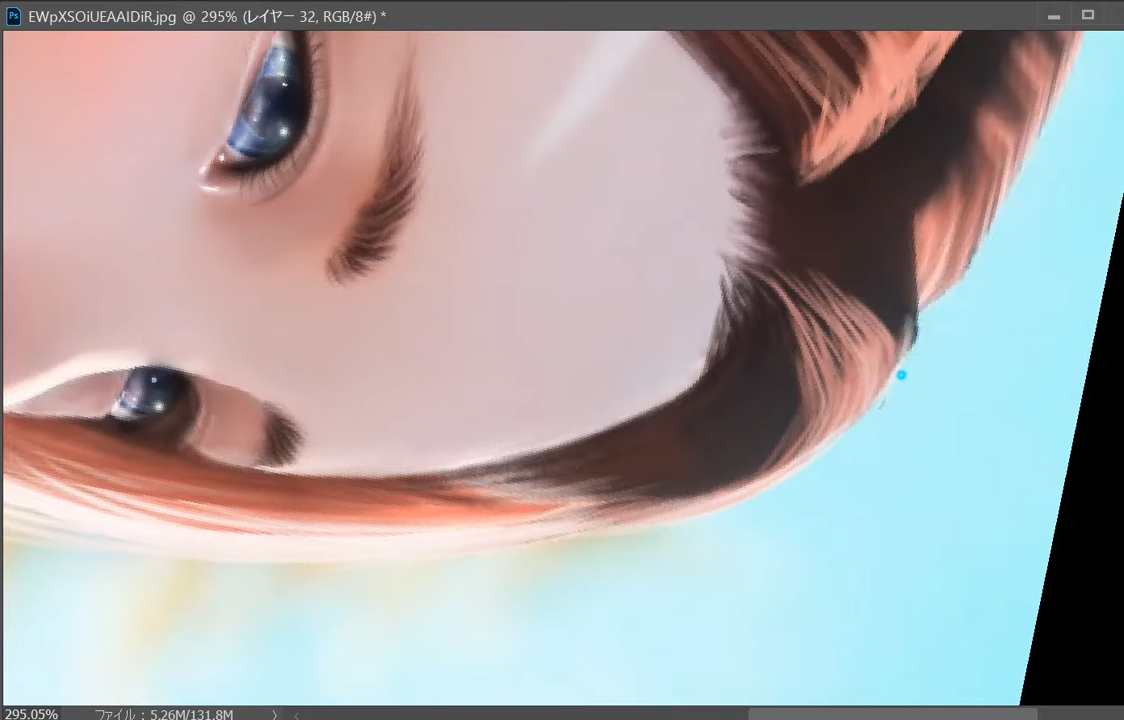 Ps EWpXSOiUEAAIDiR.jpg @ 295% (レイヤー 32, RGB/8#) *
295.05% ファイル : 5.26M/131.8M